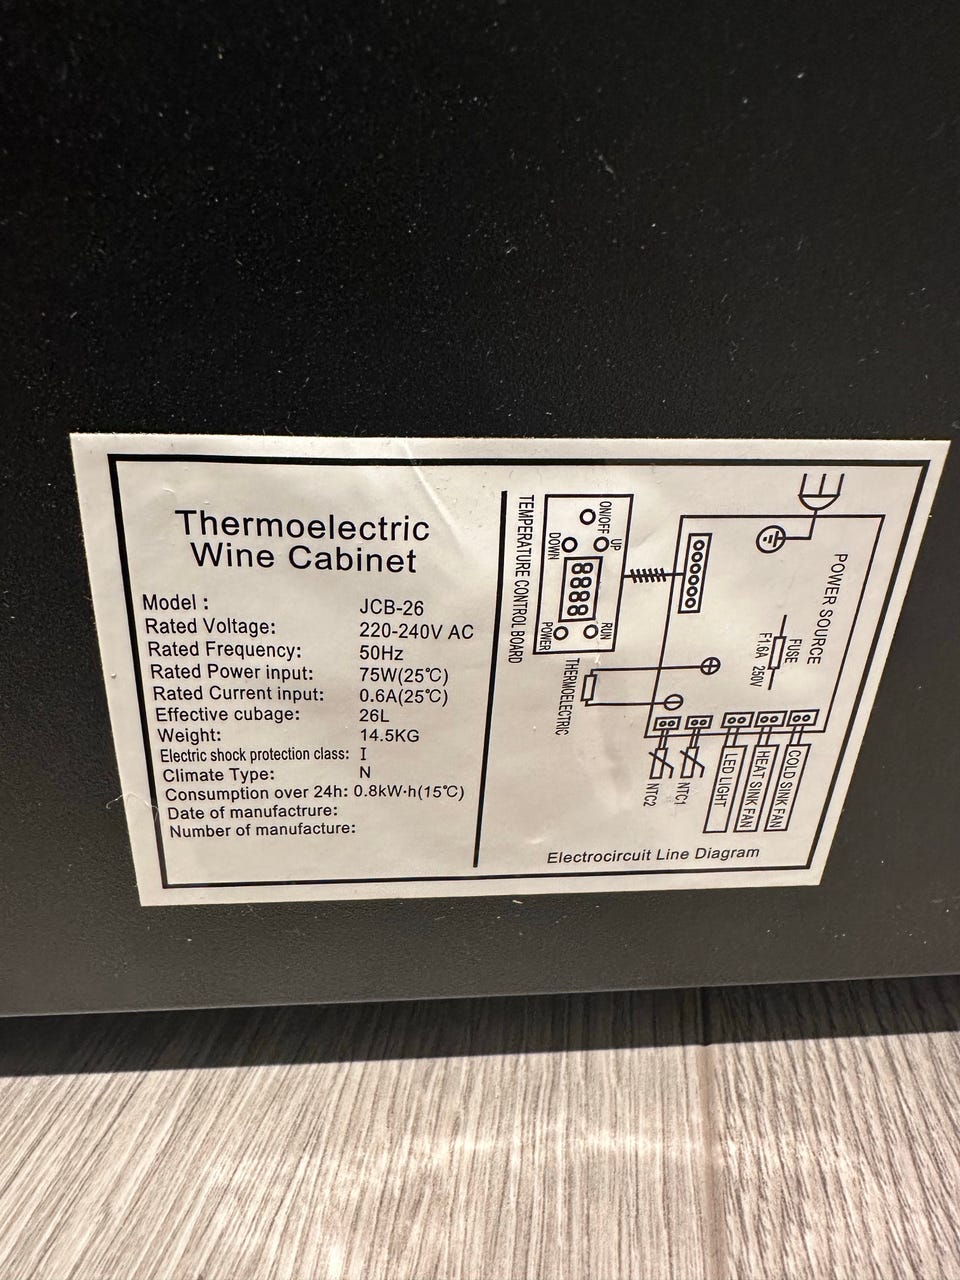 Thermoelectric
Wine Cabinet
Model : JCB-26
Rated Voltage: 220-240V AC
Rated Frequency: 50Hz
Rated Power input: 75W(25℃)
Rated Current input: 0.6A(25℃)
Effective cubage: 26L
Weight: 14.5KG
Electric shock protection class: I
Climate Type: N
Consumption over 24h: 0.8kW·h(15℃)
Date of manufactrure:
Number of manufacture:
POWER SOURCE
FUSE
F1.6A 250V
COLD SINK FAN
HEAT SINK FAN
LED LIGHT
NTC1
NTC2
UP
RUN
ON/OFF
8888
DOWN
POWER
TEMPERATURE CONTROL BOARD
THERMOELECTRIC
Electrocircuit Line Diagram